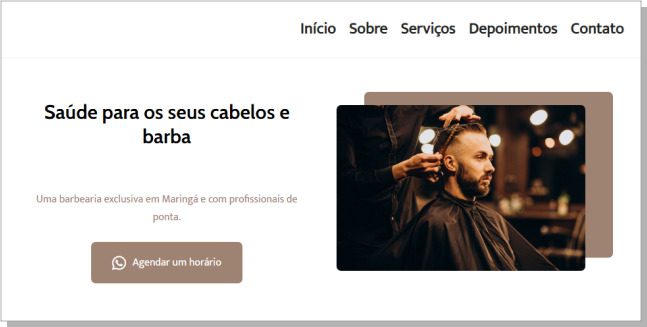 Início Sobre Serviços Depoimentos Contato
Saúde para os seus cabelos e
barba
Uma barbearia exclusiva em Maringá e com profissionais de
ponta.
Agendar um horário